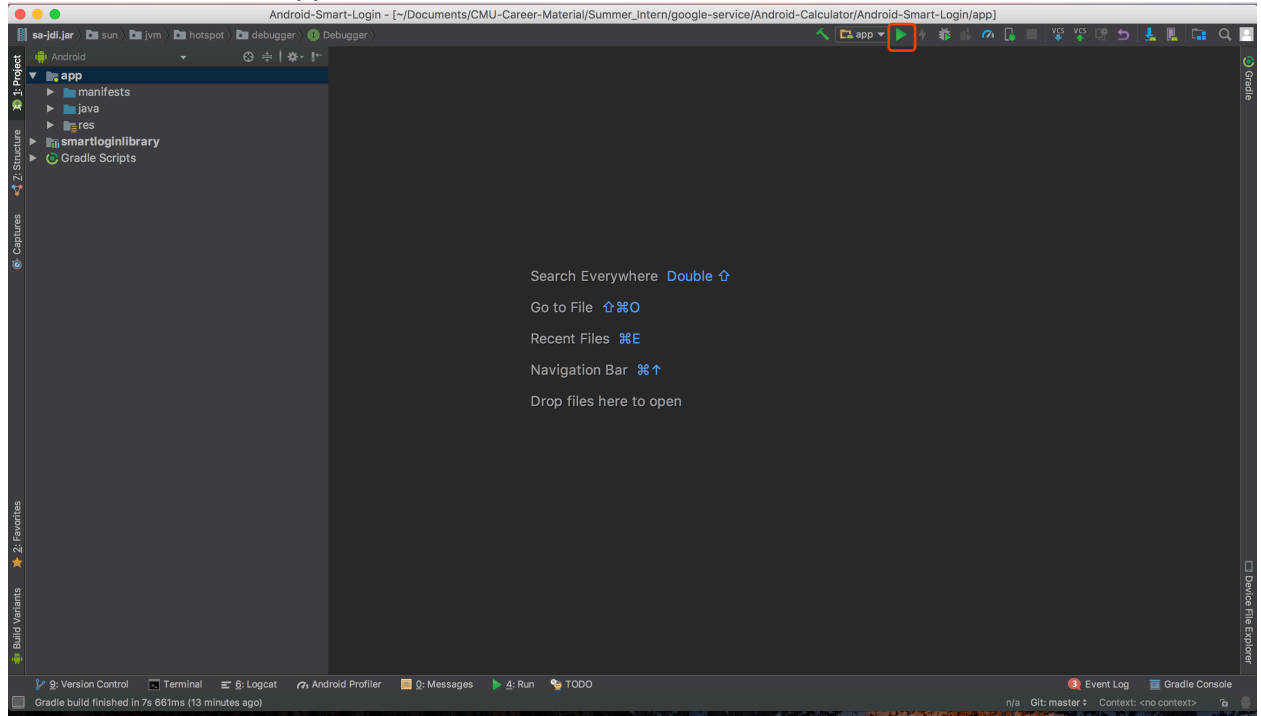 Android-Smart-Login - [~/Documents/CMU-Career-Material/Summer_Intern/google-service/Android-Calculator/Android-Smart-Login/app]
sa-jdi.jar sun jvm hotspot debugger Debugger
app
VCS VCS
Android
app
manifests
java
res
smartloginlibrary
Gradle Scripts
1: Project
Z: Structure
Captures
2: Favorites
Build Variants
Gradle
Device File Explorer
Search Everywhere Double ⇧
Go to File ⇧⌘O
Recent Files ⌘E
Navigation Bar ⌘↑
Drop files here to open
9: Version Control Terminal 6: Logcat Android Profiler 0: Messages 4: Run TODO 3 Event Log Gradle Console
Gradle build finished in 7s 661ms (13 minutes ago) n/a Git: master Context: <no context>